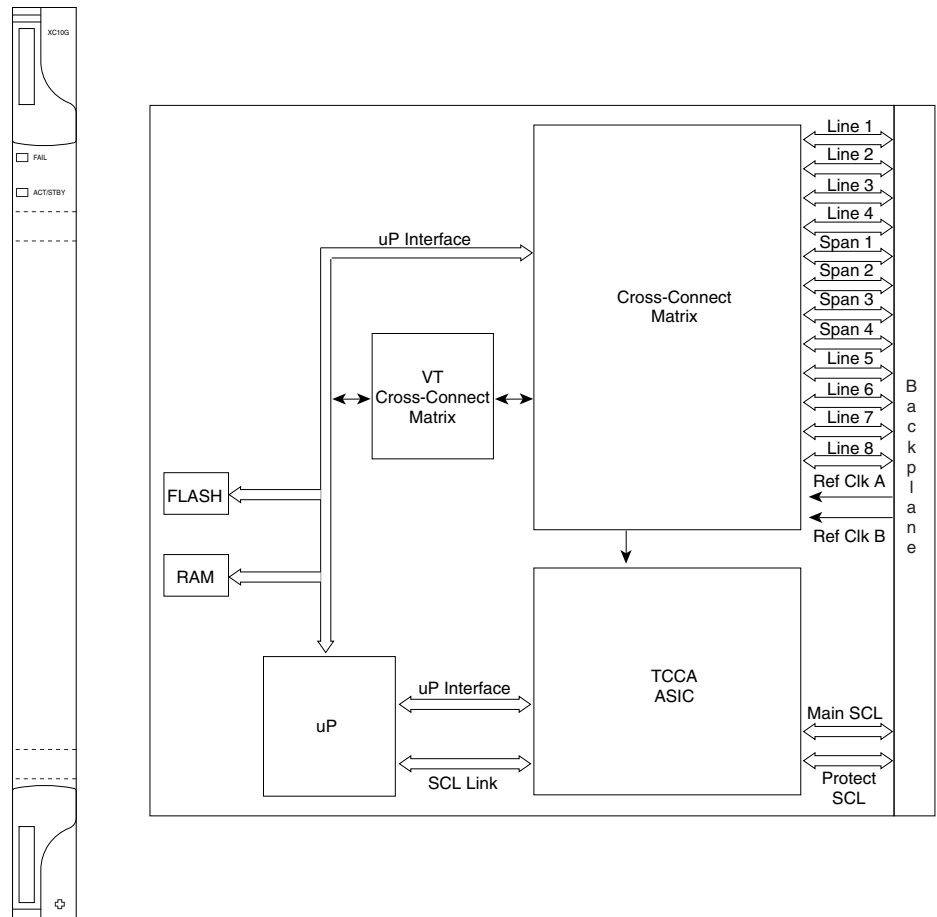 XC10G
FAIL
ACT/STBY
Line 1
Line 2
Line 3
Line 4
uP Interface
Span 1
Span 2
Cross-Connect
Matrix
Span 3
Span 4
Line 5
VT
Cross-Connect
Matrix
Line 6
Line 7
Line 8
Backplane
FLASH
Ref Clk A
Ref Clk B
RAM
TCCA
ASIC
uP Interface
uP
Main SCL
SCL Link
Protect
SCL